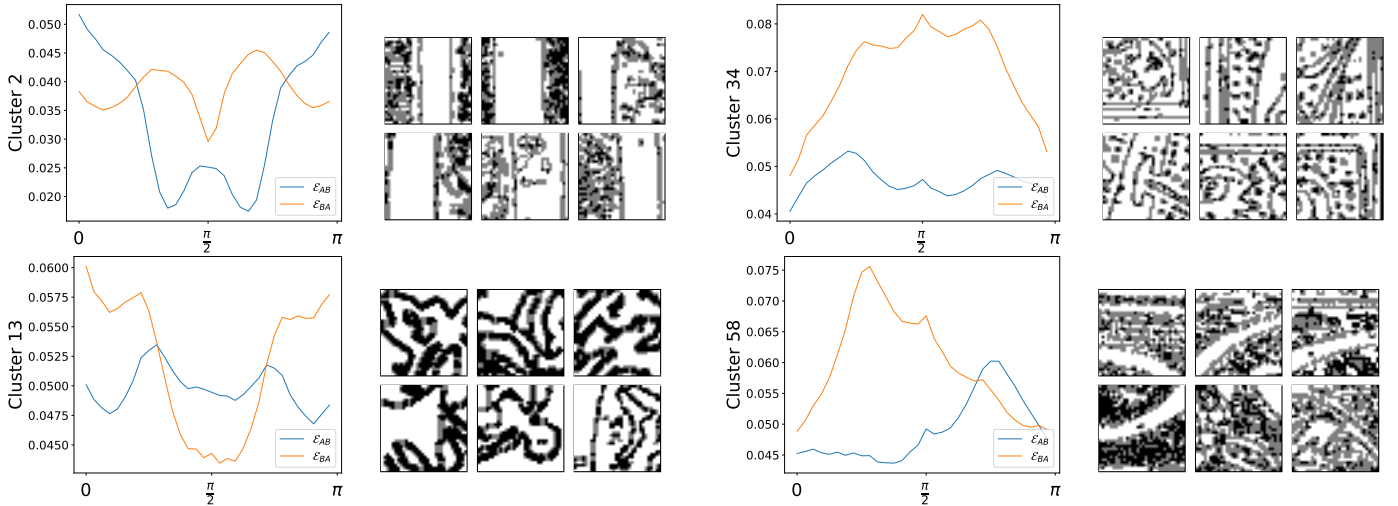 Cluster 2
0.050
0.045
0.040
0.035
0.030
0.025
0.020
0
π/2
π
ℰ_AB
ℰ_BA
Cluster 34
0.08
0.07
0.06
0.05
0.04
0
π/2
π
ℰ_AB
ℰ_BA
Cluster 13
0.0600
0.0575
0.0550
0.0525
0.0500
0.0475
0.0450
0
π/2
π
ℰ_AB
ℰ_BA
Cluster 58
0.075
0.070
0.065
0.060
0.055
0.050
0.045
0
π/2
π
ℰ_AB
ℰ_BA